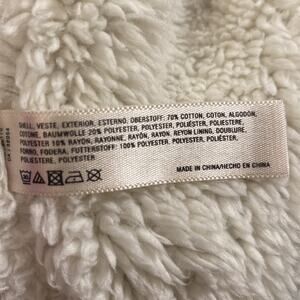 SHELL, VESTE, EXTERIOR, ESTERNO, OBERSTOFF: 70% COTTON, COTON, ALGODON,
COTONE, BAUMWOLLE 20% POLYESTER, POLYESTER, POLIÉSTER, POLIESTERE,
POLYESTER 10% RAYON, RAYONNE, RAYÓN, RAYON, REYON LINING, DOUBLURE,
FORRO, FODERA, FUTTERSTOFF: 100% POLYESTER, POLYESTER, POLIÉSTER,
POLIESTERE, POLYESTER
MADE IN CHINA/HECHO EN CHINA